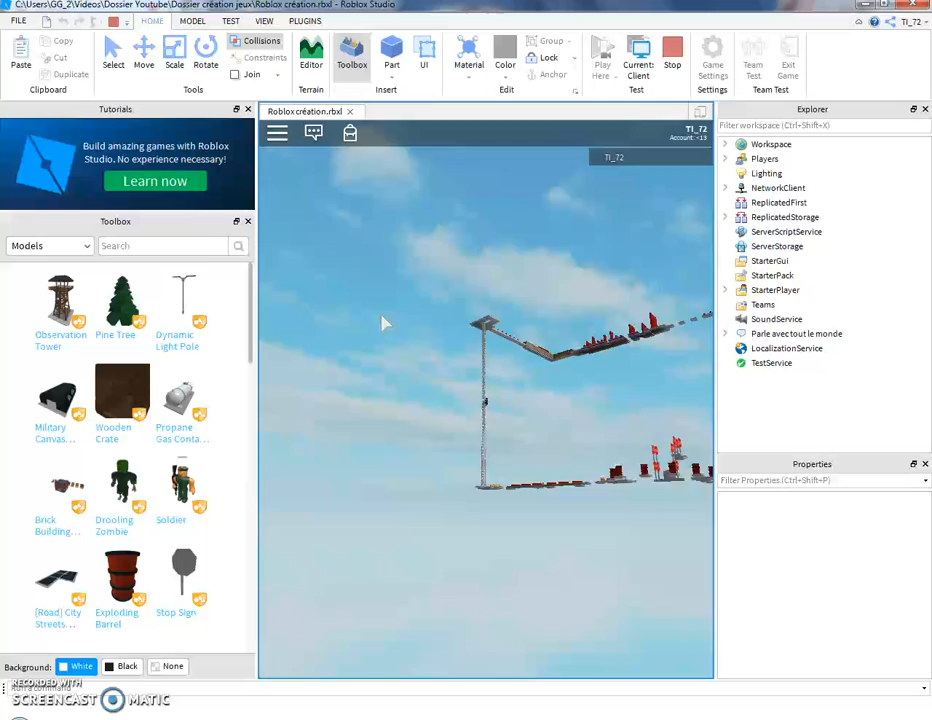 C:\Users\GG_2\Videos\Dossier Youtube\Dossier création jeux\Roblox création.rbxl - Roblox Studio
FILE HOME MODEL TEST VIEW PLUGINS TI_72
Paste Copy Cut Duplicate
Select Move Scale Rotate
Collisions Constraints Join
Editor Toolbox Part UI
Material Color Group Lock Anchor
Play Here Current: Client Stop
Game Settings Team Test Exit Game
Clipboard Tools Terrain Insert Edit Test Settings Team Test
Tutorials
Build amazing games with Roblox Studio. No experience necessary!
Learn now
Toolbox
Models Search
Observation Tower
Pine Tree
Dynamic Light Pole
Military Canvas...
Wooden Crate
Propane Gas Conta...
Brick Building...
Drooling Zombie
Soldier
[Road] City Streets...
Exploding Barrel
Stop Sign
Background: White Black None
Run a command
RECORDED WITH
SCREENCAST MATIC
Roblox création.rbxl
TI_72
Account: <13
TI_72
Explorer
Filter workspace (Ctrl+Shift+X)
Workspace
Players
Lighting
NetworkClient
ReplicatedFirst
ReplicatedStorage
ServerScriptService
ServerStorage
StarterGui
StarterPack
StarterPlayer
Teams
SoundService
Parle avec tout le monde
LocalizationService
TestService
Properties
Filter Properties (Ctrl+Shift+P)